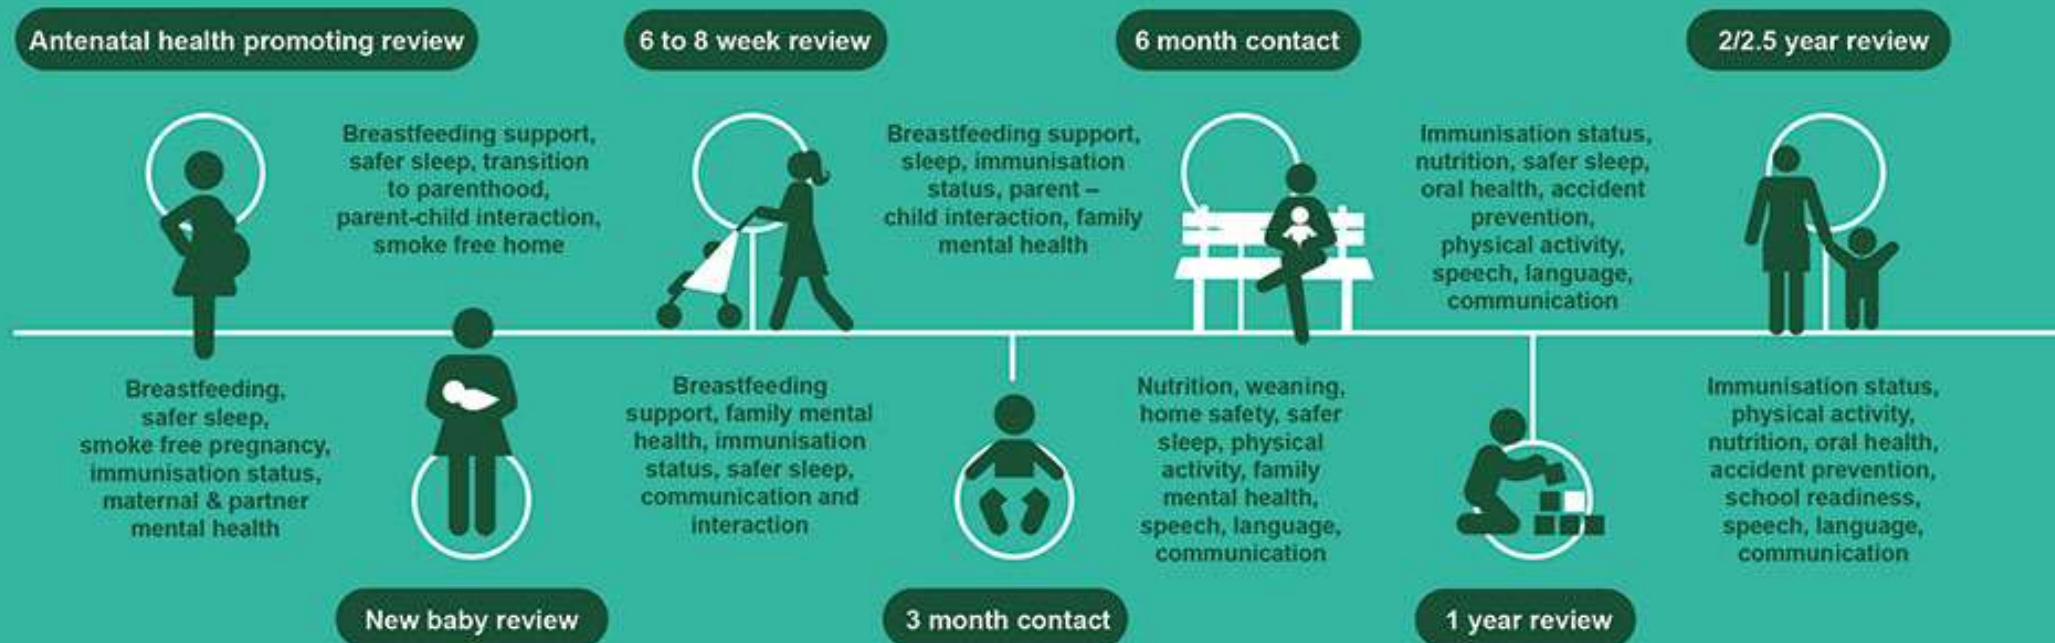 Antenatal health promoting review
Breastfeeding,
safer sleep,
smoke free pregnancy,
immunisation status,
maternal & partner
mental health
Breastfeeding support,
safer sleep, transition
to parenthood,
parent-child interaction,
smoke free home
New baby review
6 to 8 week review
Breastfeeding
support, family mental
health, immunisation
status, safer sleep,
communication and
interaction
Breastfeeding support,
sleep, immunisation
status, parent –
child interaction, family
mental health
3 month contact
6 month contact
Nutrition, weaning,
home safety, safer
sleep, physical
activity, family
mental health,
speech, language,
communication
Immunisation status,
nutrition, safer sleep,
oral health, accident
prevention,
physical activity,
speech, language,
communication
1 year review
2/2.5 year review
Immunisation status,
physical activity,
nutrition, oral health,
accident prevention,
school readiness,
speech, language,
communication